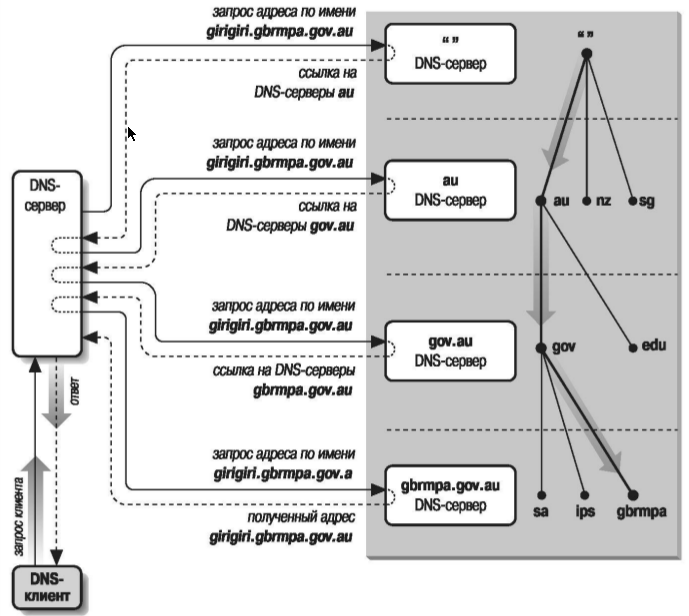 запрос адреса по имени
girigiri.gbrmpa.gov.au
“ ”
DNS-сервер
“ ”
ссылка на
DNS-серверы au
запрос адреса по имени
girigiri.gbrmpa.gov.au
DNS-
сервер
au
DNS-сервер
au
nz
sg
ссылка на
DNS-серверы gov.au
запрос адреса по имени
girigiri.gbrmpa.gov.au
gov.au
DNS-сервер
gov
edu
ссылка на DNS-серверы
gbrmpa.gov.au
ответ
запрос адреса по имени
girigiri.gbrmpa.gov.a
gbrmpa.gov.au
DNS-сервер
sa
ips
gbrmpa
полученный адрес
girigiri.gbrmpa.gov.au
запрос клиента
DNS-
клиент